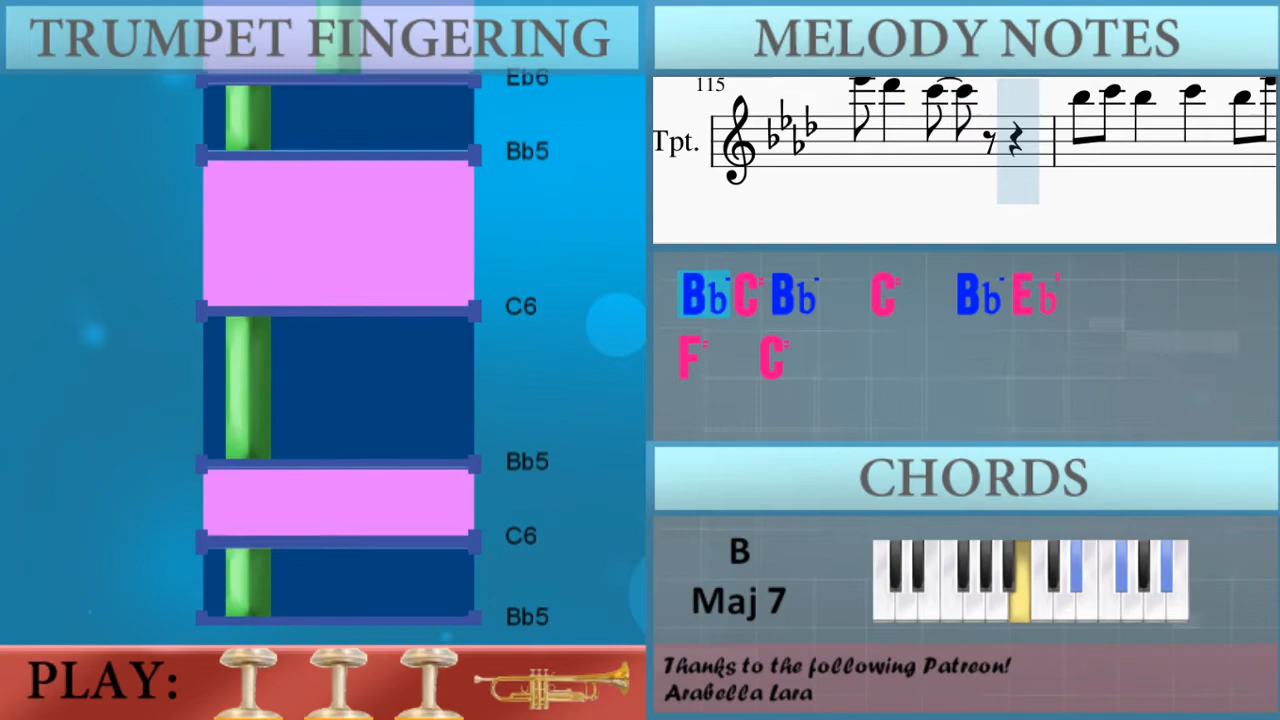 TRUMPET FINGERING
Eb6
Bb5
C6
Bb5
C6
Bb5
PLAY:
MELODY NOTES
115
Tpt.
Bb C Bb C Bb Eb
F C
CHORDS
B
Maj 7
Thanks to the following Patreon!
Arabella Lara